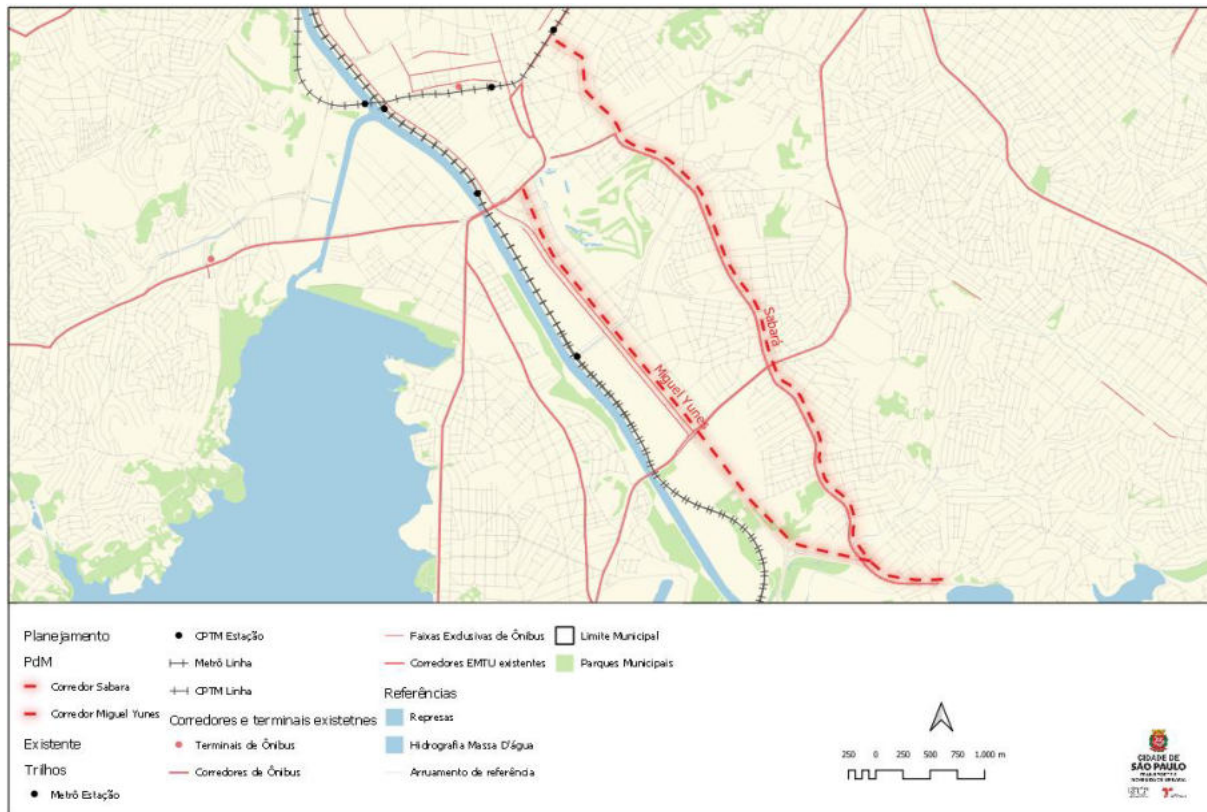 Sabará
Miguel Yunes
Planejamento
PdM
Corredor Sabara
Corredor Miguel Yunes
Existente
Trilhos
Metrô Estação
CPTM Estação
Metrô Linha
CPTM Linha
Corredores e terminais existetnes
Terminais de Ônibus
Corredores de Ônibus
Faixas Exclusivas de Ônibus
Corredores EMTU existentes
Referências
Represas
Hidrografia Massa D'água
Arruamento de referência
Limite Municipal
Parques Municipais
250 0 250 500 750 1.000 m
CIDADE DE
SÃO PAULO